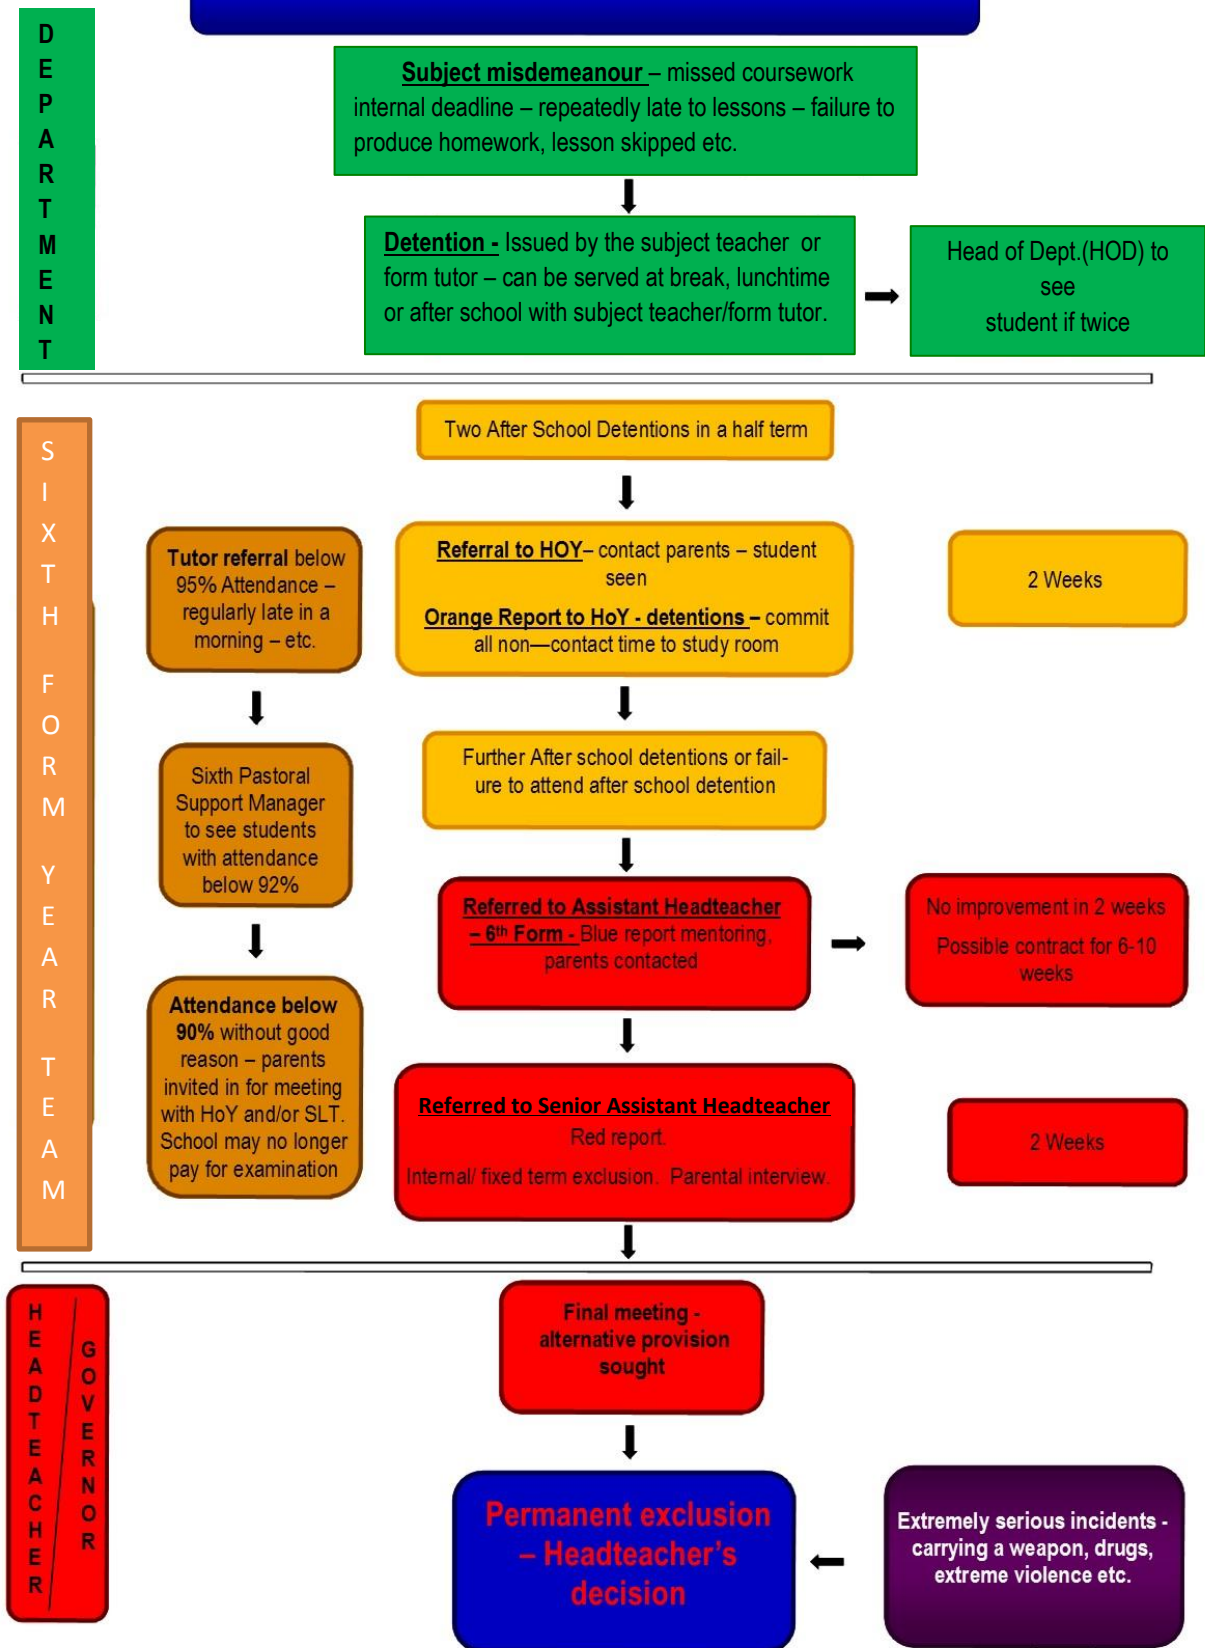 DEPARTMENT
Subject misdemeanour – missed coursework
internal deadline – repeatedly late to lessons – failure to
produce homework, lesson skipped etc.
Detention - Issued by the subject teacher or
form tutor – can be served at break, lunchtime
or after school with subject teacher/form tutor.
Head of Dept.(HOD) to
see
student if twice
SIXTH FORM YEAR TEAM
Two After School Detentions in a half term
Tutor referral below
95% Attendance –
regularly late in a
morning – etc.
Referral to HOY– contact parents – student
seen
Orange Report to HoY - detentions – commit
all non—contact time to study room
2 Weeks
Sixth Pastoral
Support Manager
to see students
with attendance
below 92%
Further After school detentions or fail-
ure to attend after school detention
Referred to Assistant Headteacher
– 6th Form - Blue report mentoring,
parents contacted
No improvement in 2 weeks
Possible contract for 6-10
weeks
Attendance below
90% without good
reason – parents
invited in for meeting
with HoY and/or SLT.
School may no longer
pay for examination
Referred to Senior Assistant Headteacher
Red report.
Internal/ fixed term exclusion. Parental interview.
2 Weeks
HEADTEACHER
GOVERNOR
Final meeting -
alternative provision
sought
Permanent exclusion
– Headteacher's
decision
Extremely serious incidents -
carrying a weapon, drugs,
extreme violence etc.